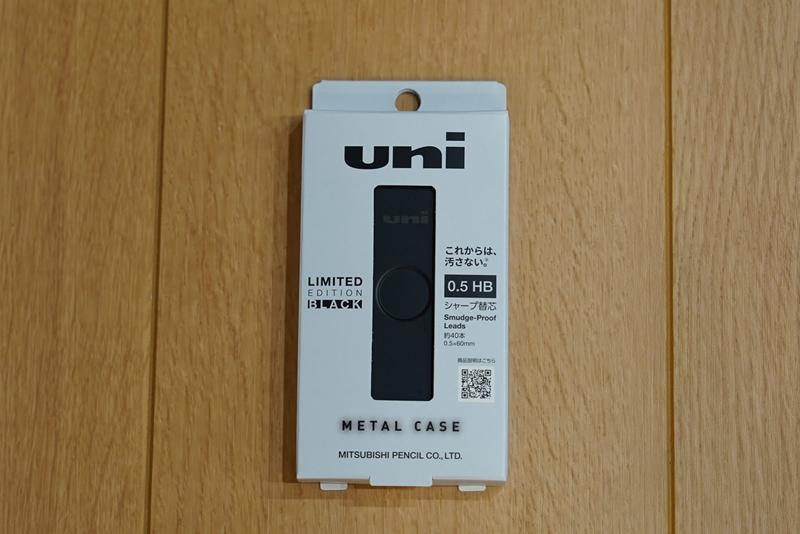 uni
uni
LIMITED
EDITION
BLACK
これからは、
汚さない。
0.5 HB
シャープ替芯
Smudge-Proof
Leads
約40本
0.5×60mm
商品説明はこちら
METAL CASE
MITSUBISHI PENCIL CO., LTD.